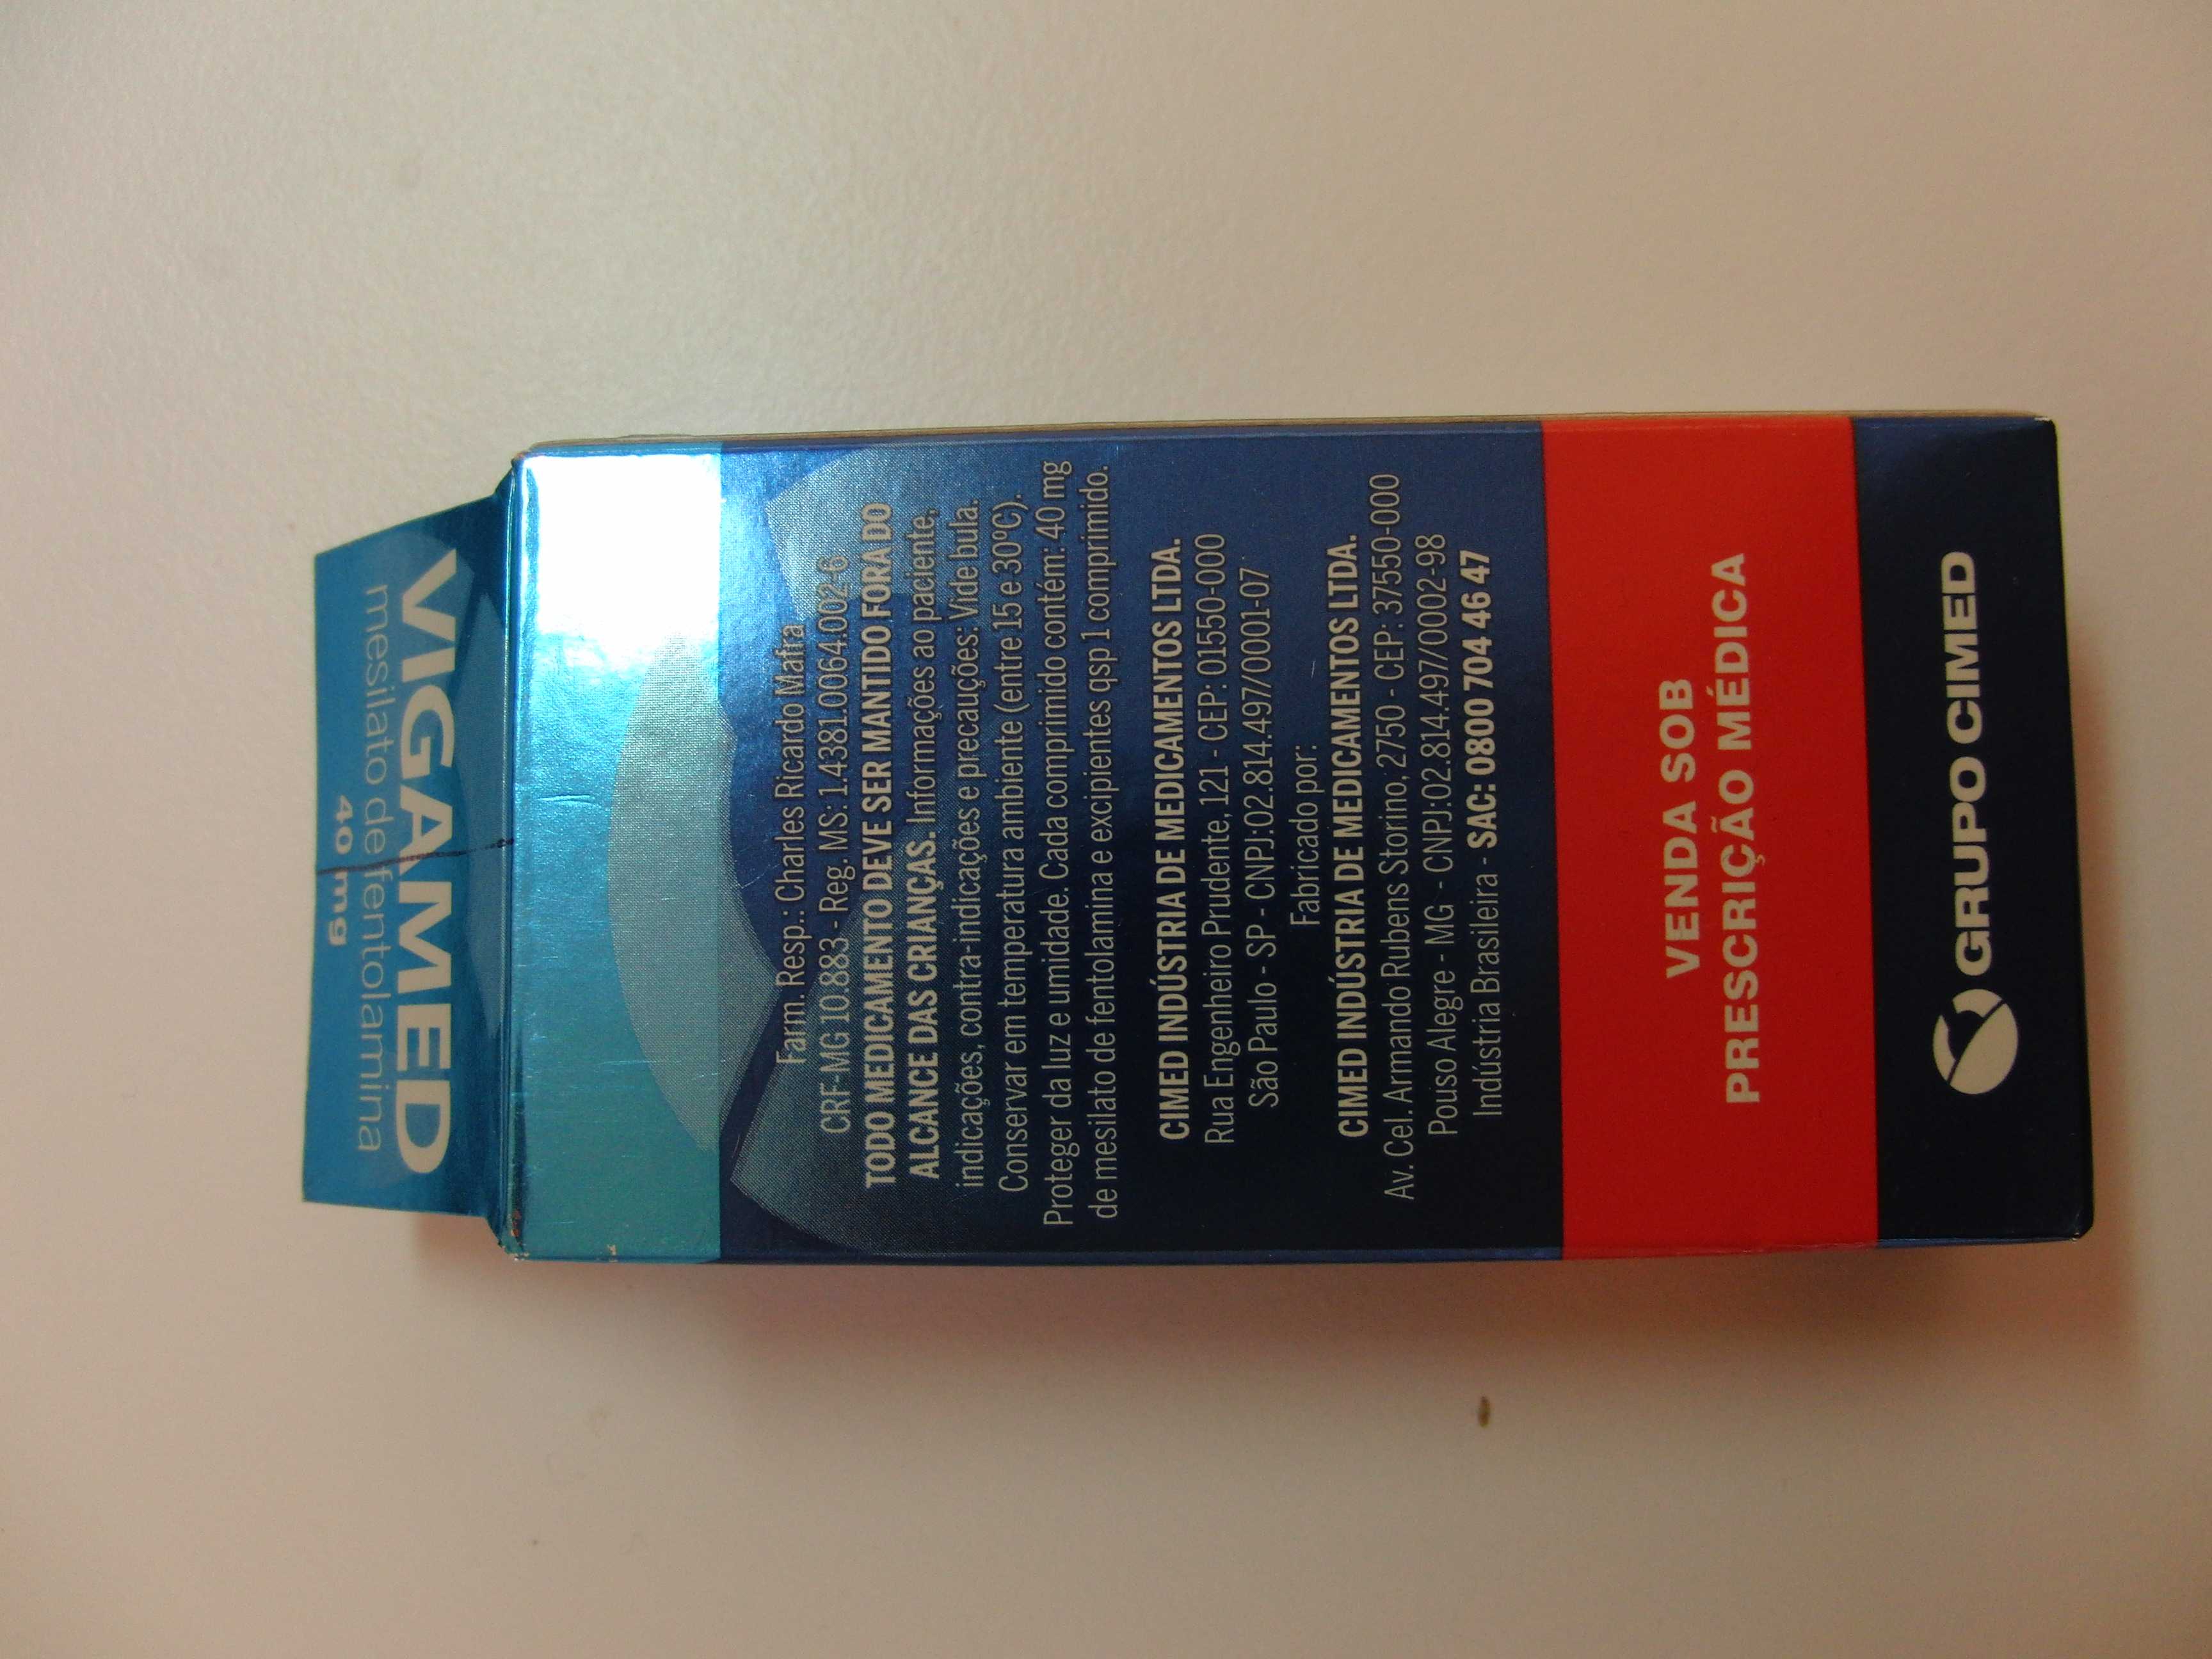 VIGAMED
mesilato de fentolamina
40 mg
Farm. Resp.: Charles Ricardo Mafra
CRF-MG 10.883 - Reg. MS: 1.4381.0064.002-6
TODO MEDICAMENTO DEVE SER MANTIDO FORA DO
ALCANCE DAS CRIANÇAS. Informações ao paciente,
indicações, contra-indicações e precauções: Vide bula.
Conservar em temperatura ambiente (entre 15 e 30ºC).
Proteger da luz e umidade. Cada comprimido contém: 40 mg
de mesilato de fentolamina e excipientes qsp 1 comprimido.
CIMED INDÚSTRIA DE MEDICAMENTOS LTDA.
Rua Engenheiro Prudente, 121 - CEP: 01550-000
São Paulo - SP - CNPJ:02.814.497/0001-07
Fabricado por:
CIMED INDÚSTRIA DE MEDICAMENTOS LTDA.
Av. Cel. Armando Rubens Storino, 2750 - CEP: 37550-000
Pouso Alegre - MG - CNPJ:02.814.497/0002-98
Indústria Brasileira - SAC: 0800 704 46 47
VENDA SOB
PRESCRIÇÃO MÉDICA
GRUPO CIMED